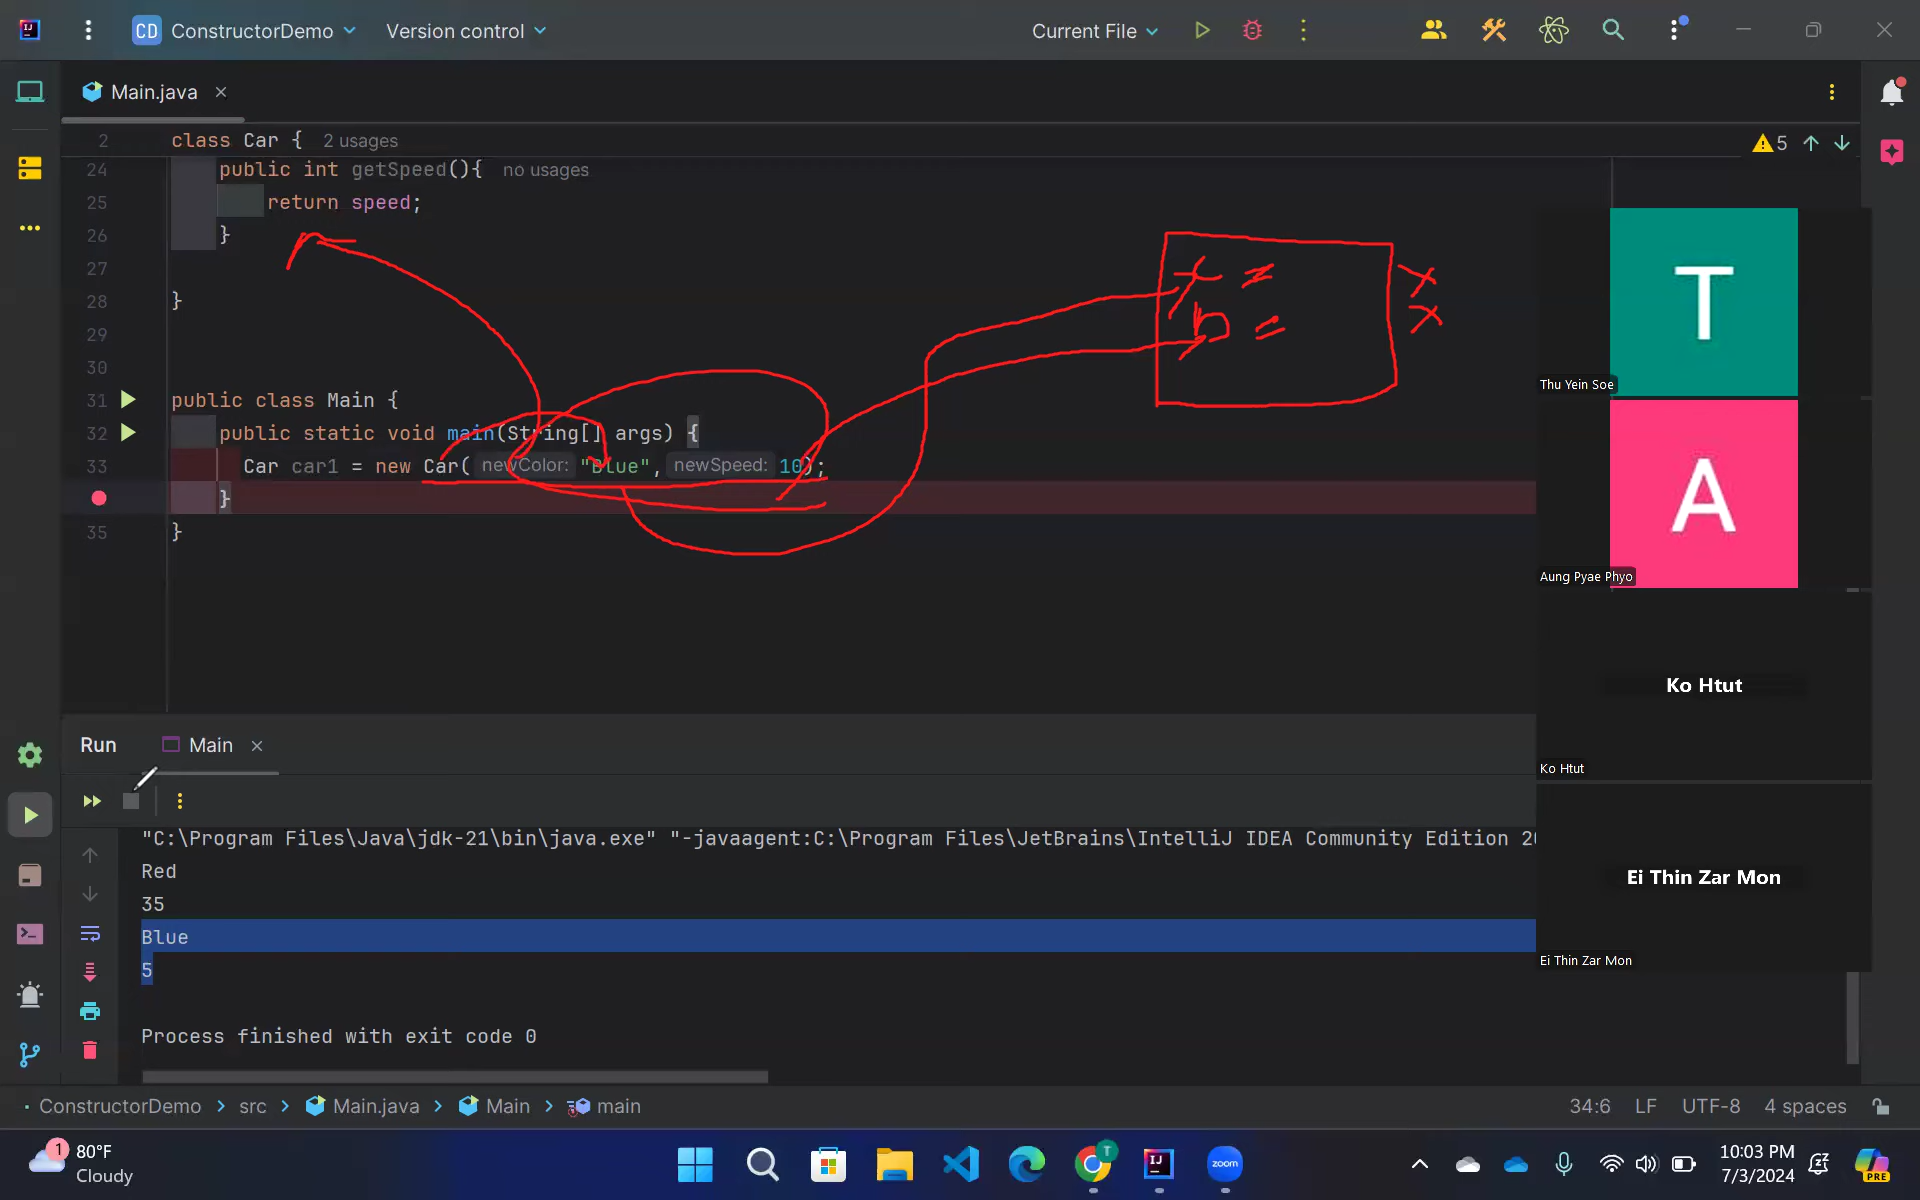 CD ConstructorDemo Version control Current File
Main.java
2 class Car { 2 usages
5
24 public int getSpeed(){ no usages
25 return speed;
26 }
27
28 }
29
30
31 public class Main {
32 public static void main(String[] args) {
33 Car car1 = new Car( newColor: "Blue", newSpeed: 10);
}
35 }
T
Thu Yein Soe
A
Aung Pyae Phyo
Ko Htut
Ko Htut
Ei Thin Zar Mon
Ei Thin Zar Mon
Run Main
"C:\Program Files\Java\jdk-21\bin\java.exe" "-javaagent:C:\Program Files\JetBrains\IntelliJ IDEA Community Edition
Red
35
Blue
5
Process finished with exit code 0
ConstructorDemo > src > Main.java > Main > main
34:6 LF UTF-8 4 spaces
1 80°F
Cloudy
T
IJ
zoom
10:03 PM
7/3/2024
PRE